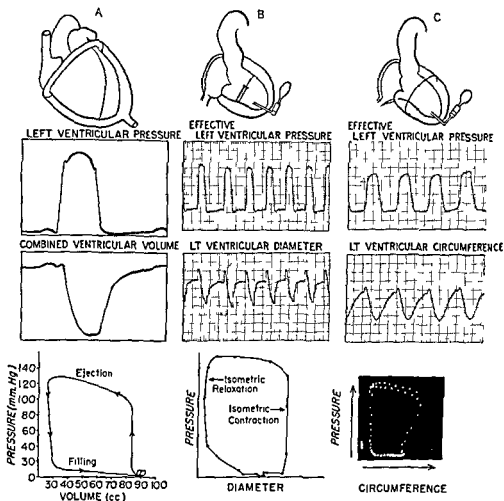 A
B
C
LEFT VENTRICULAR PRESSURE
EFFECTIVE
LEFT VENTRICULAR PRESSURE
EFFECTIVE
LEFT VENTRICULAR PRESSURE
COMBINED VENTRICULAR VOLUME
LT VENTRICULAR DIAMETER
LT VENTRICULAR CIRCUMFERENCE
PRESSURE (mm.Hg)
140
120
100
80
60
40
20
0
Ejection
Filling
30 40 50 60 70 80 90 100
VOLUME (cc)
PRESSURE
Isometric
Relaxation
Isometric
Contraction
DIAMETER
PRESSURE
CIRCUMFERENCE